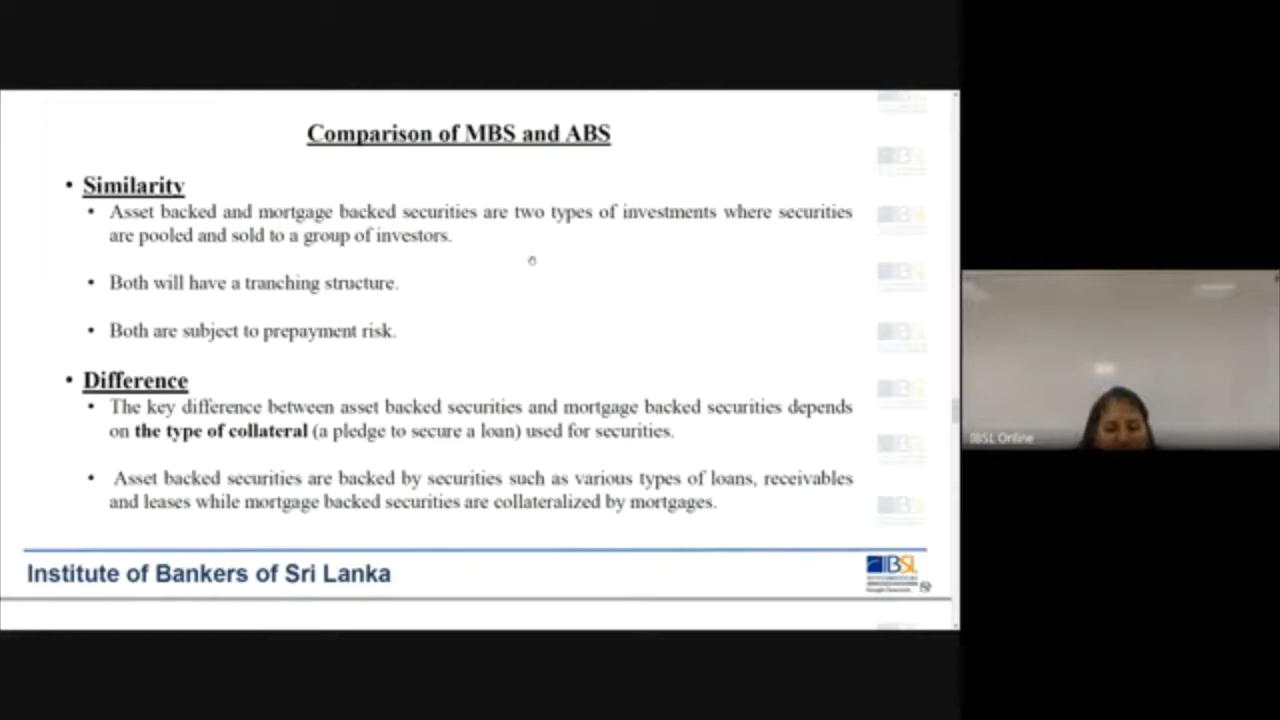 Comparison of MBS and ABS
• Similarity
• Asset backed and mortgage backed securities are two types of investments where securities
are pooled and sold to a group of investors.
• Both will have a tranching structure.
• Both are subject to prepayment risk.
• Difference
• The key difference between asset backed securities and mortgage backed securities depends
on the type of collateral (a pledge to secure a loan) used for securities.
• Asset backed securities are backed by securities such as various types of loans, receivables
and leases while mortgage backed securities are collateralized by mortgages.
Institute of Bankers of Sri Lanka
IBSL
IBSL Online